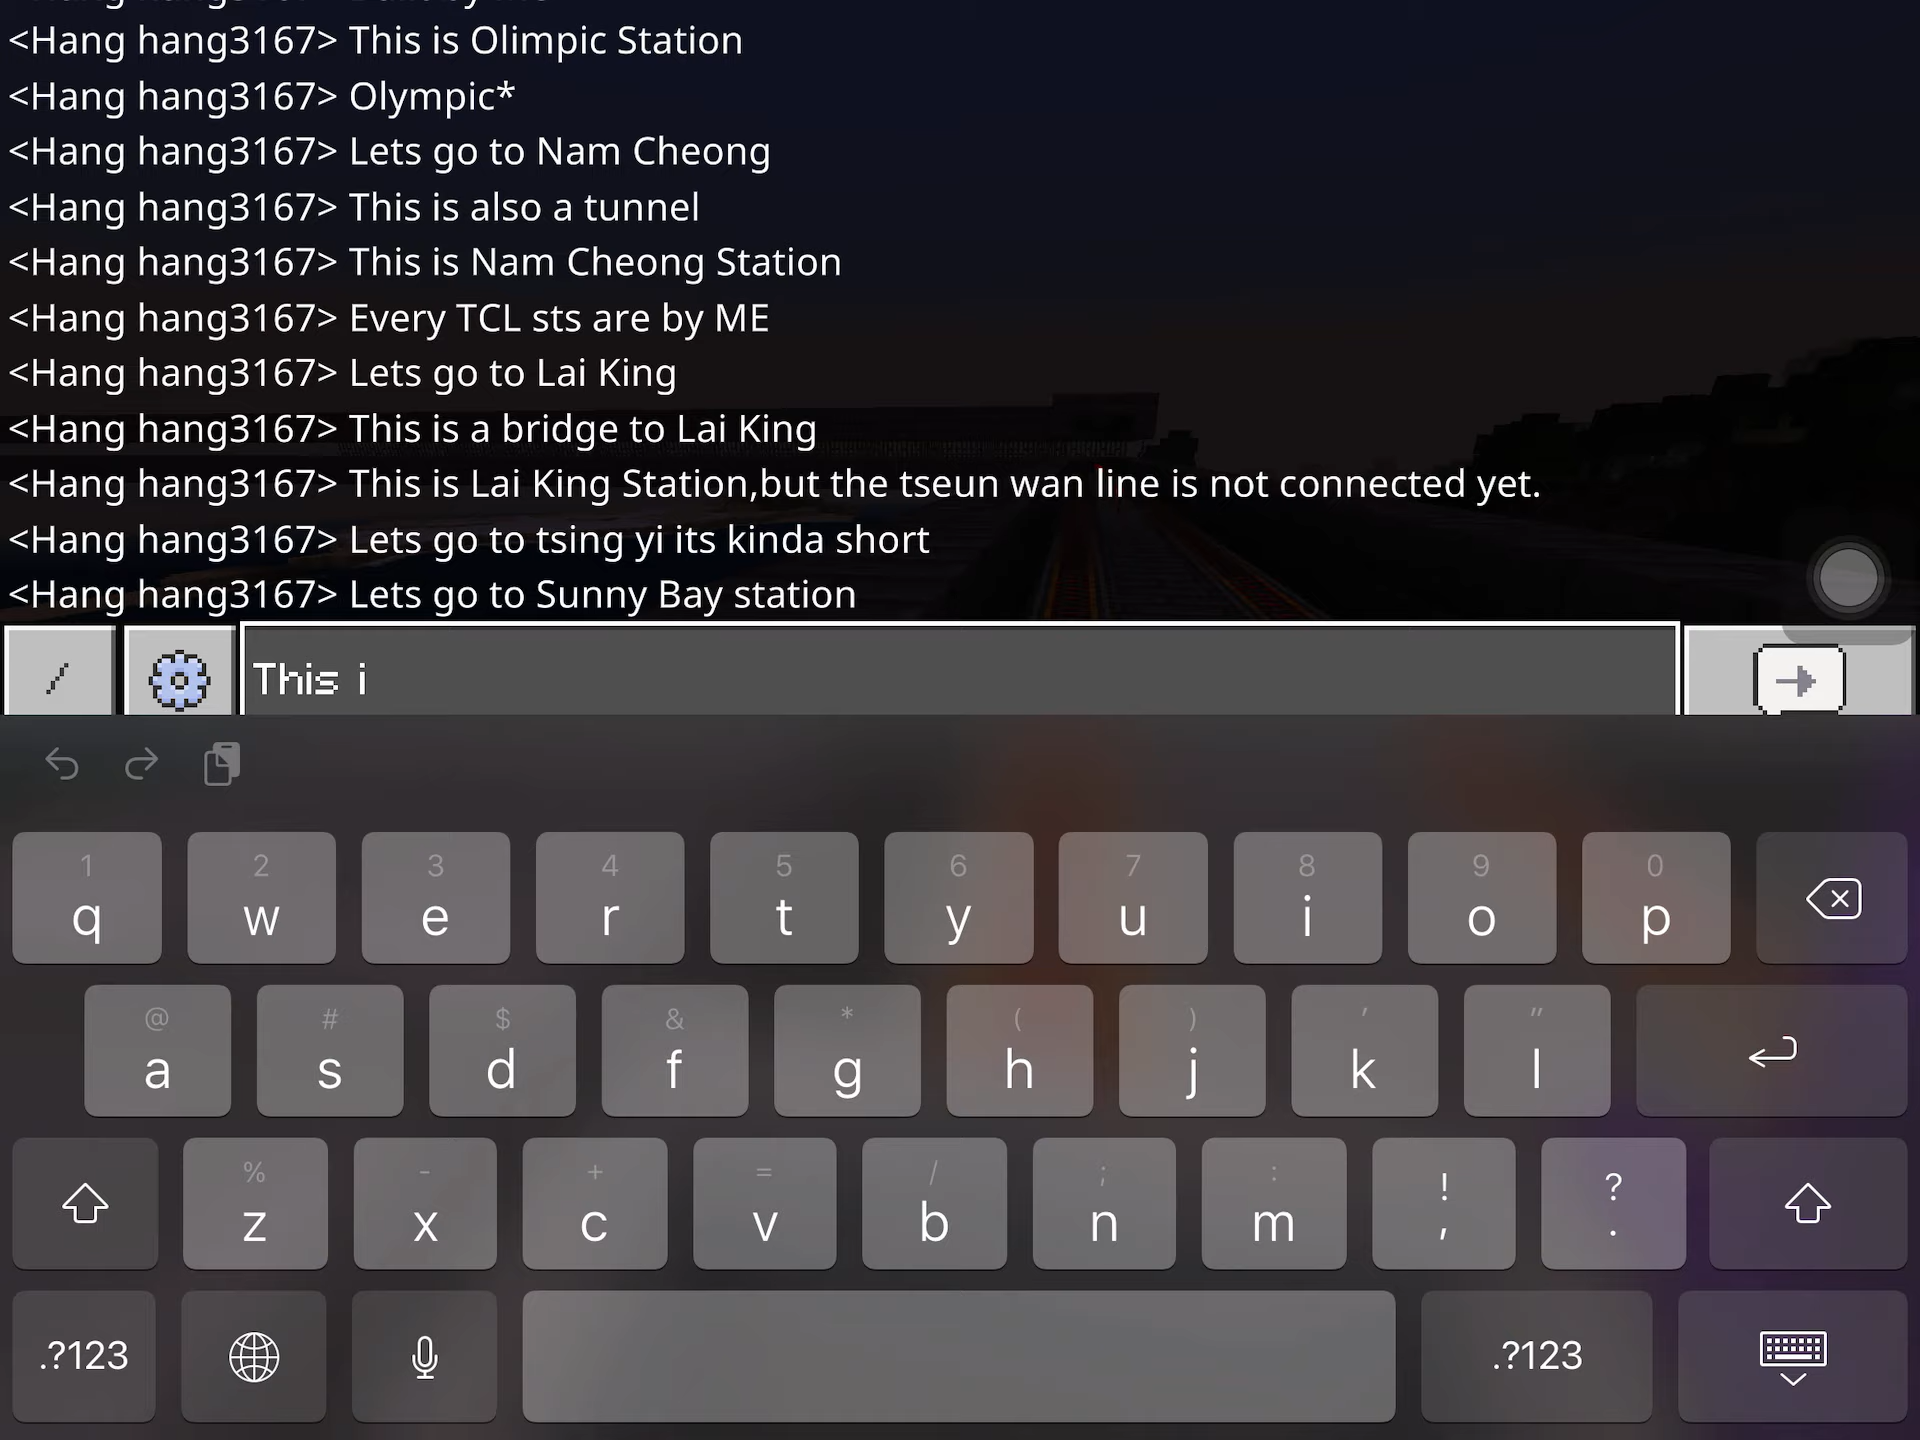 <Hang hang3167> This is Olimpic Station
<Hang hang3167> Olympic*
<Hang hang3167> Lets go to Nam Cheong
<Hang hang3167> This is also a tunnel
<Hang hang3167> This is Nam Cheong Station
<Hang hang3167> Every TCL sts are by ME
<Hang hang3167> Lets go to Lai King
<Hang hang3167> This is a bridge to Lai King
<Hang hang3167> This is Lai King Station,but the tseun wan line is not connected yet.
<Hang hang3167> Lets go to tsing yi its kinda short
<Hang hang3167> Lets go to Sunny Bay station
/ This i
1 2 3 4 5 6 7 8 9 0
q w e r t y u i o p
@ # $ & * ( ) ' "
a s d f g h j k l
% - + = / ; : ! ?
z x c v b n m , .
.?123 .?123